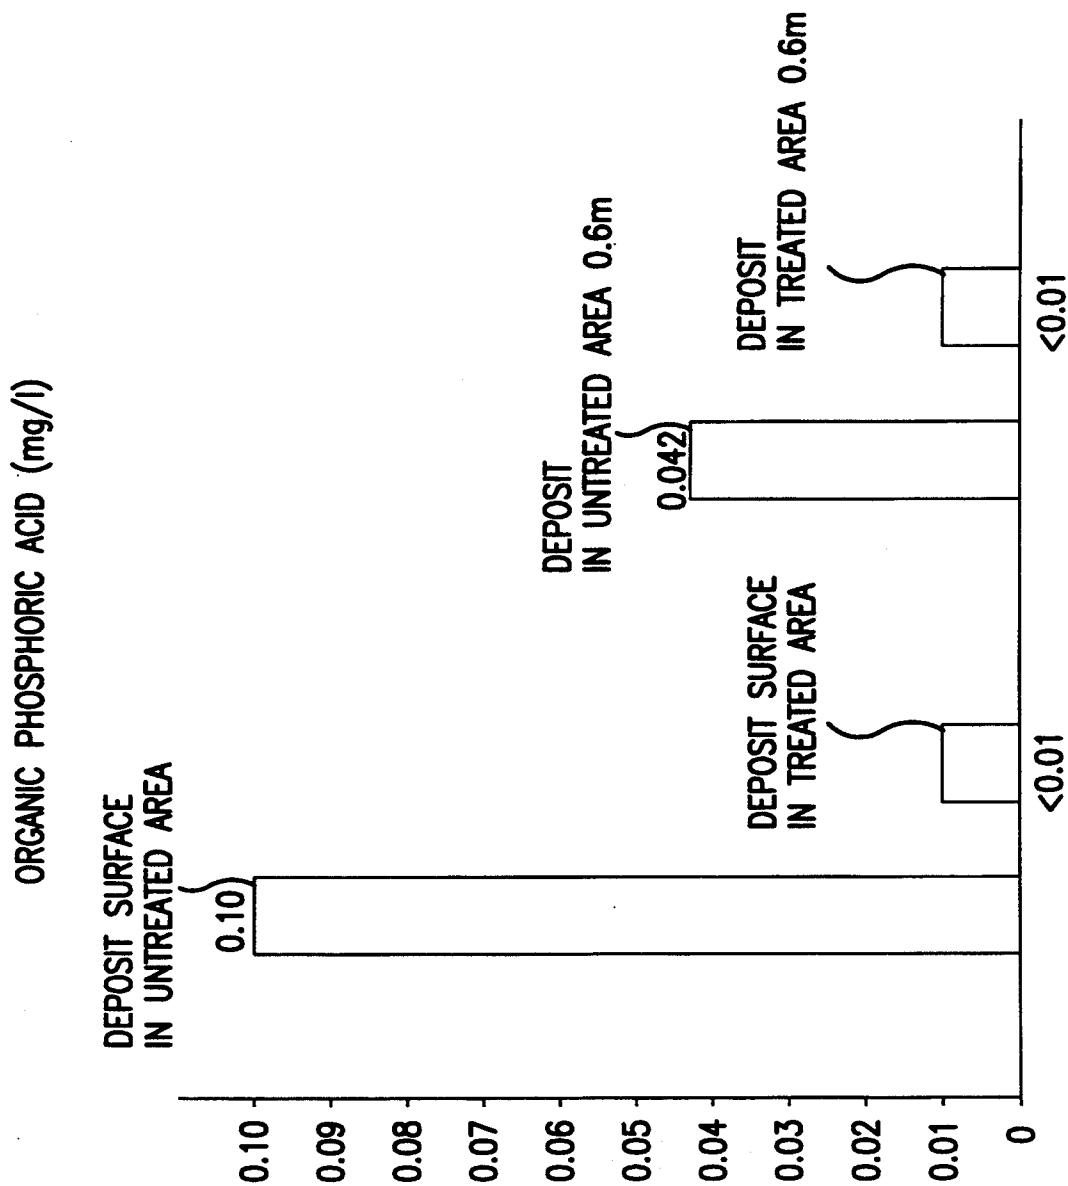 ORGANIC PHOSPHORIC ACID (mg/l)
0.10
0.09
0.08
0.07
0.06
0.05
0.04
0.03
0.02
0.01
0
DEPOSIT SURFACE
IN UNTREATED AREA
0.10
DEPOSIT SURFACE
IN TREATED AREA
<0.01
DEPOSIT
IN UNTREATED AREA 0.6m
0.042
DEPOSIT
IN TREATED AREA 0.6m
<0.01